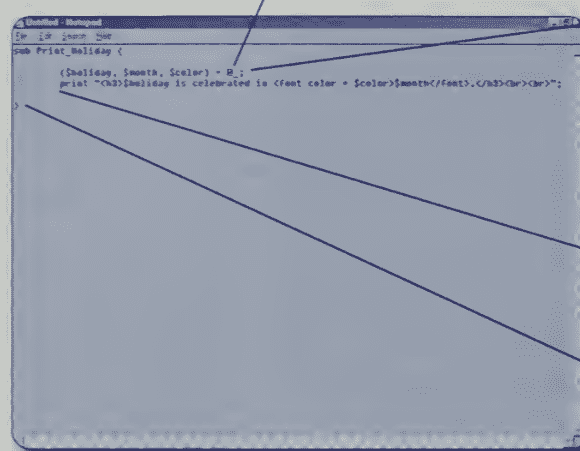 Untitled - Notepad
File Edit Search Help
sub Print_Holiday {
($holiday, $month, $color) = @_;
print "<h3>$holiday is celebrated in <font color = $color>$month</font>.</h3><br><br>";
}